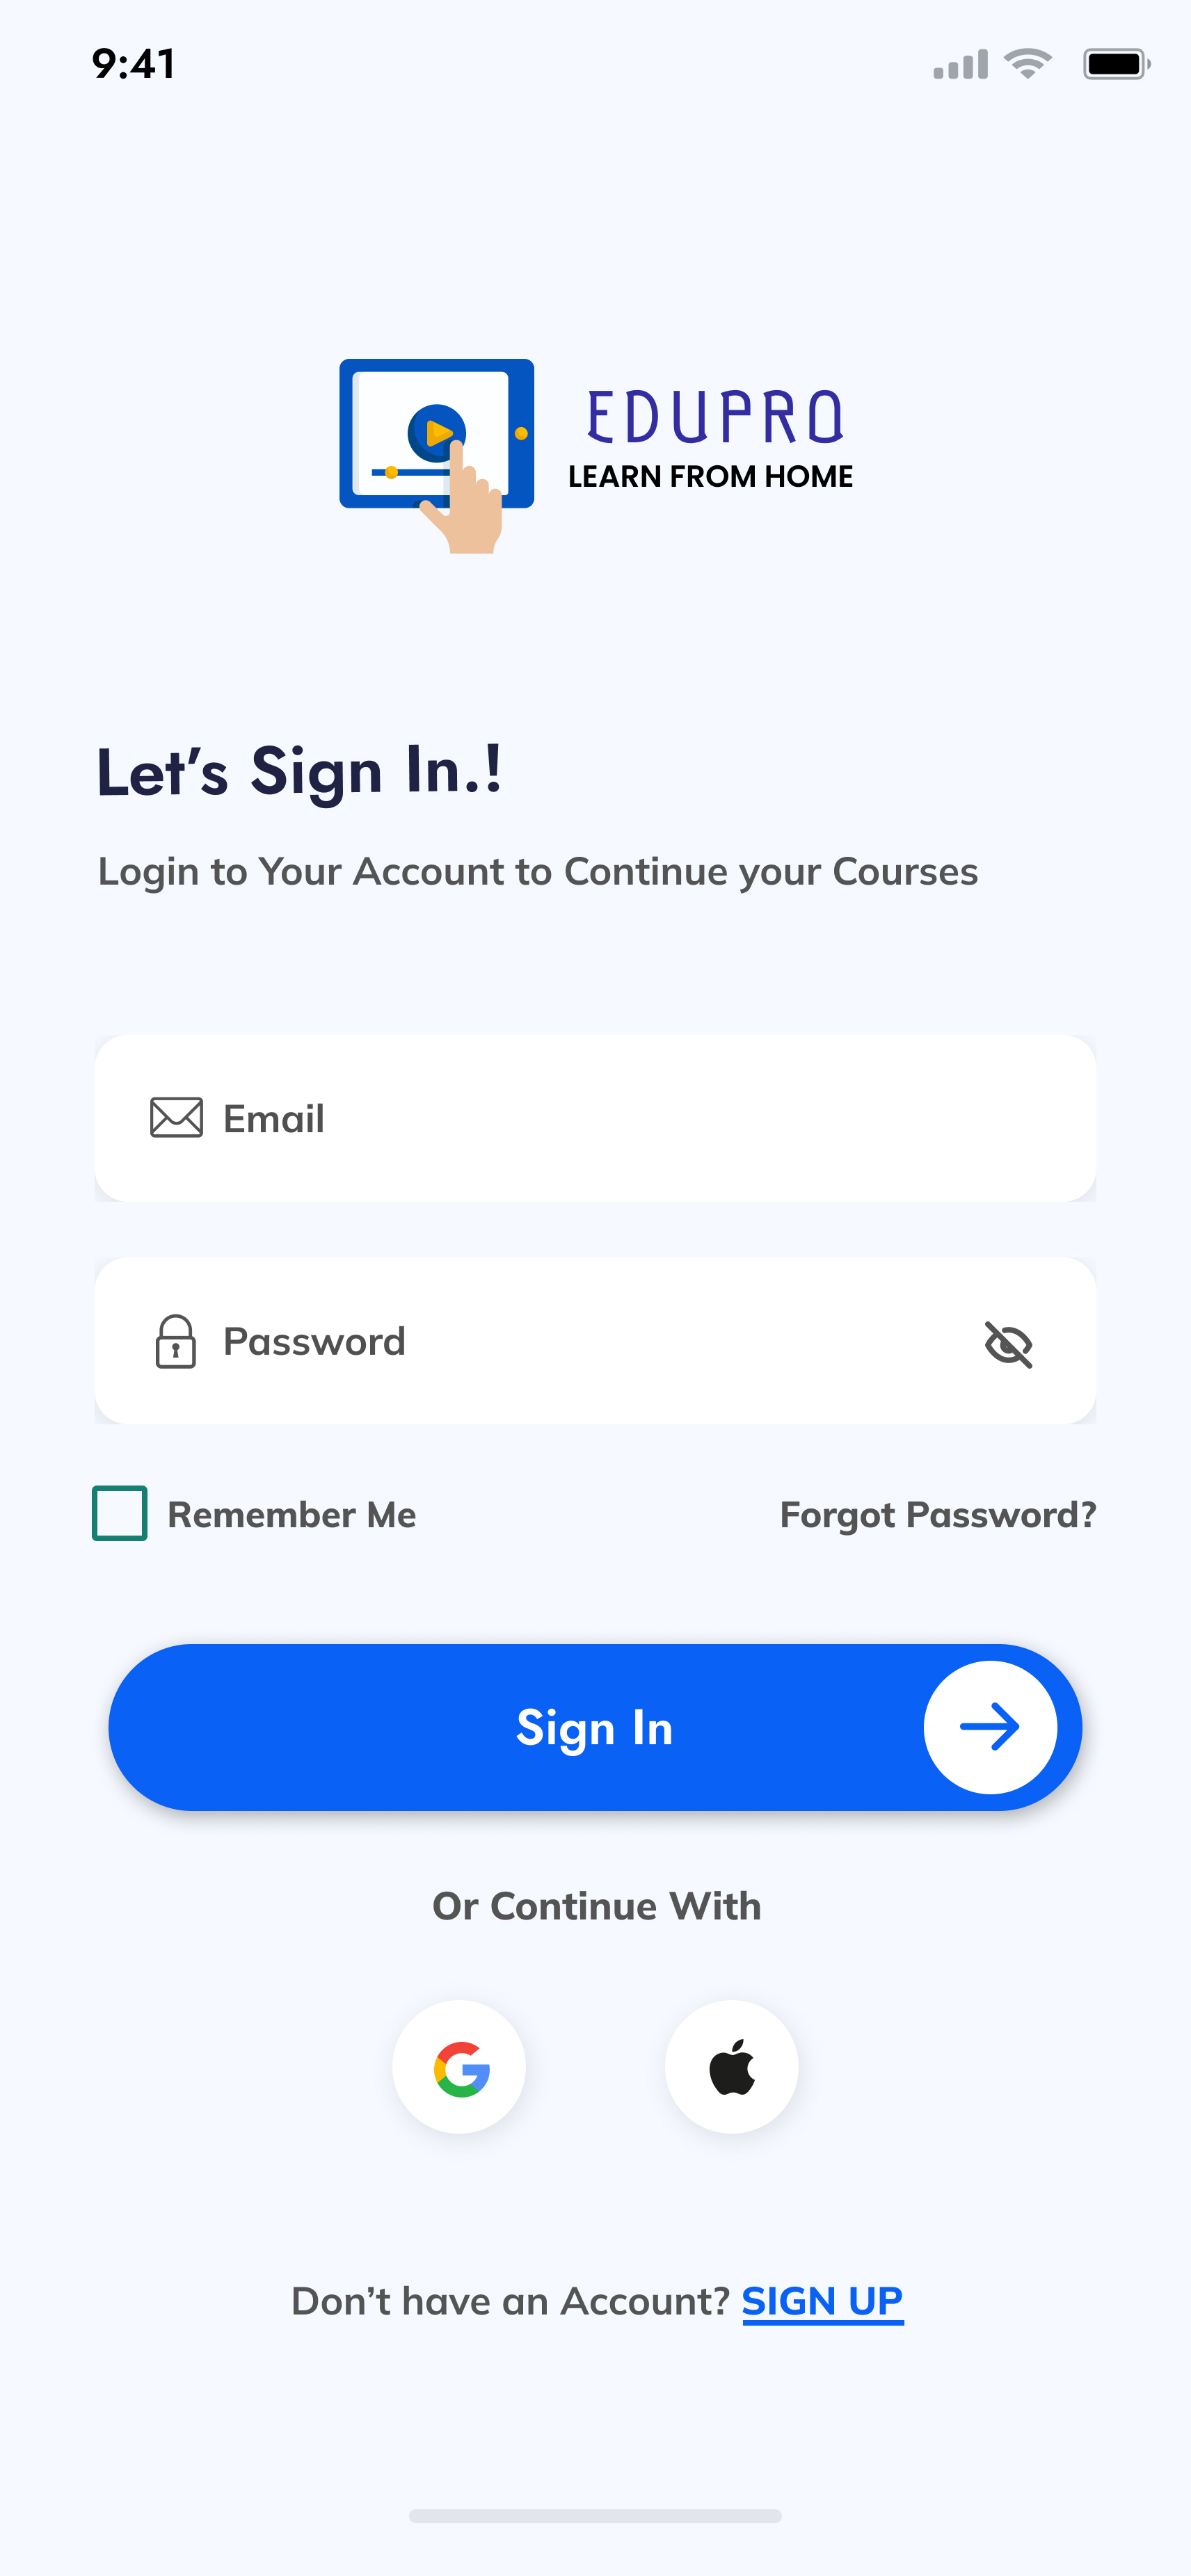 9:41
EDUPRO
LEARN FROM HOME
Let’s Sign In.!
Login to Your Account to Continue your Courses
Email
Password
Remember Me
Forgot Password?
Sign In
Or Continue With
Don’t have an Account? SIGN UP